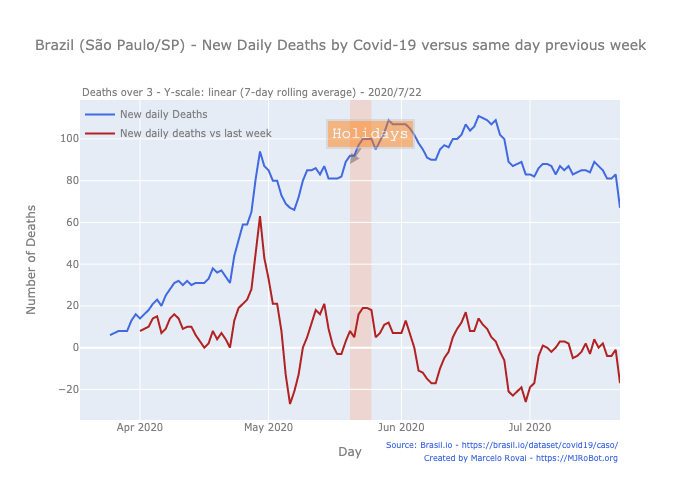 Brazil (São Paulo/SP) - New Daily Deaths by Covid-19 versus same day previous week
Deaths over 3 - Y-scale: linear (7-day rolling average) - 2020/7/22
New daily Deaths
New daily deaths vs last week
Holidays
Number of Deaths
100
80
60
40
20
0
−20
Apr 2020
May 2020
Jun 2020
Jul 2020
Day
Source: Brasil.io - https://brasil.io/dataset/covid19/caso/
Created by Marcelo Rovai - https://MJRoBot.org